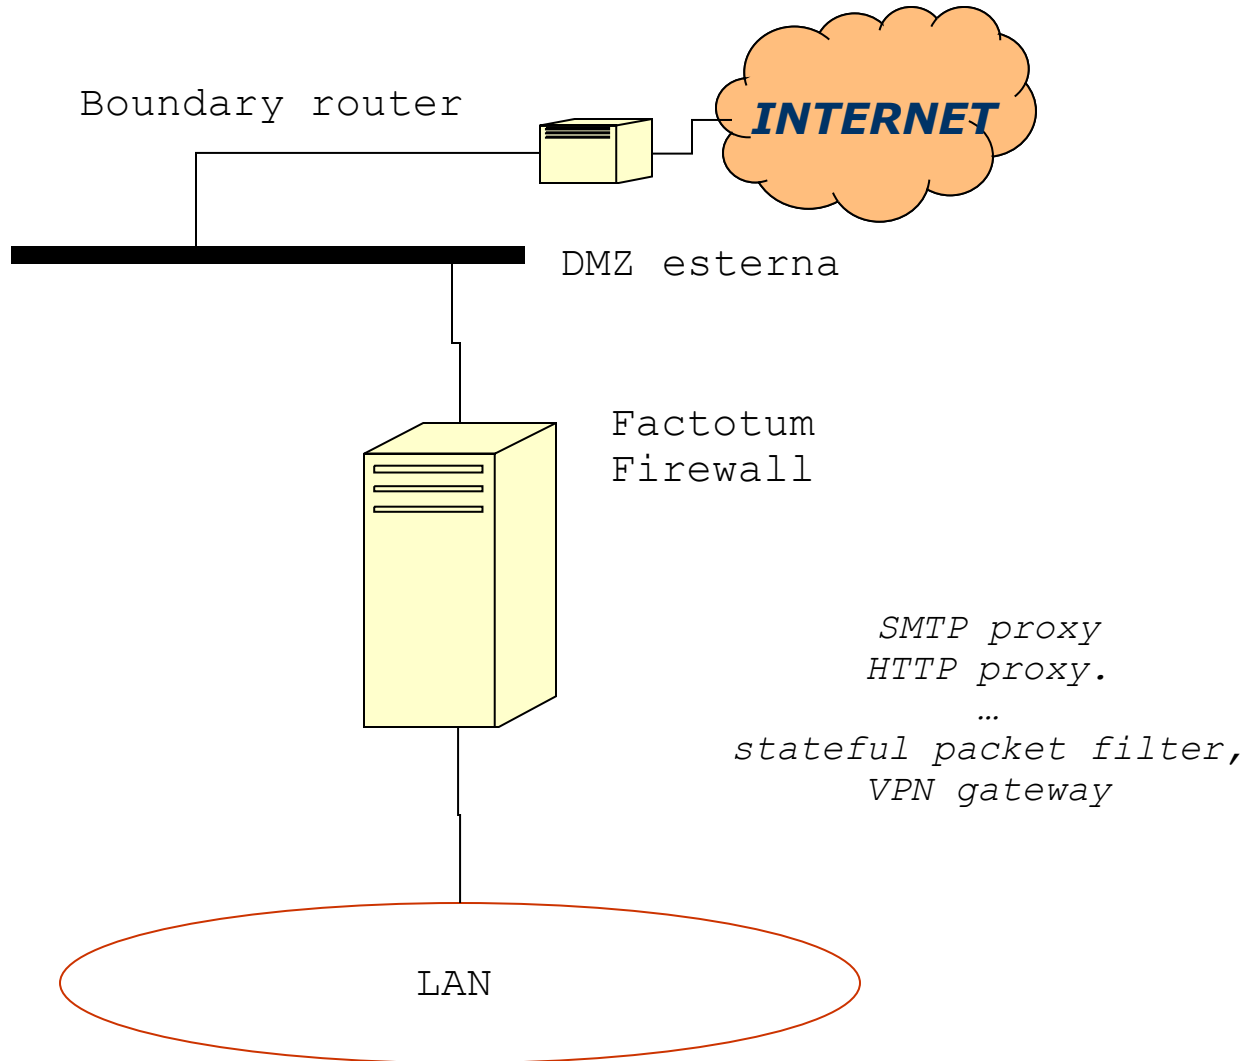 Boundary router
INTERNET
DMZ esterna
Factotum
Firewall
SMTP proxy
HTTP proxy.
…
stateful packet filter,
VPN gateway
LAN